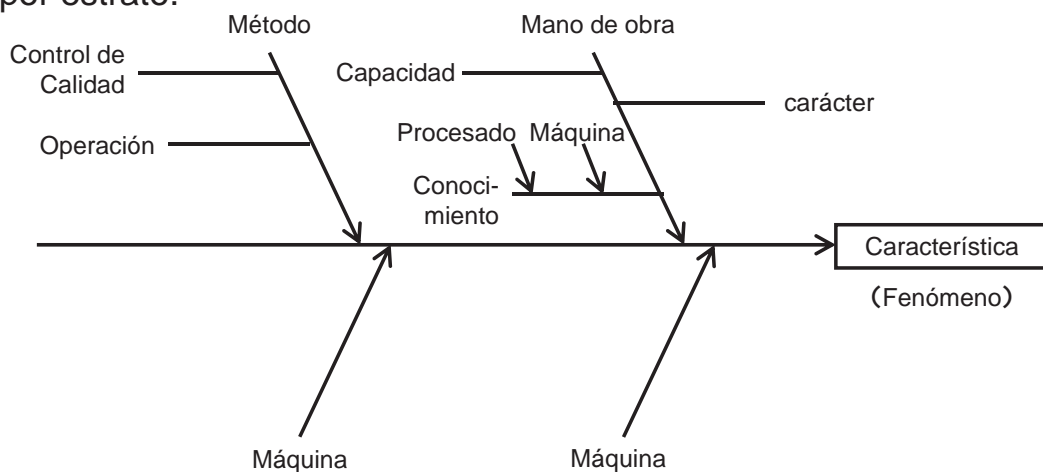 por estrato.
Método
Mano de obra
Control de
Calidad
Capacidad
carácter
Operación
Procesado
Máquina
Conoci-
miento
Característica
(Fenómeno)
Máquina
Máquina